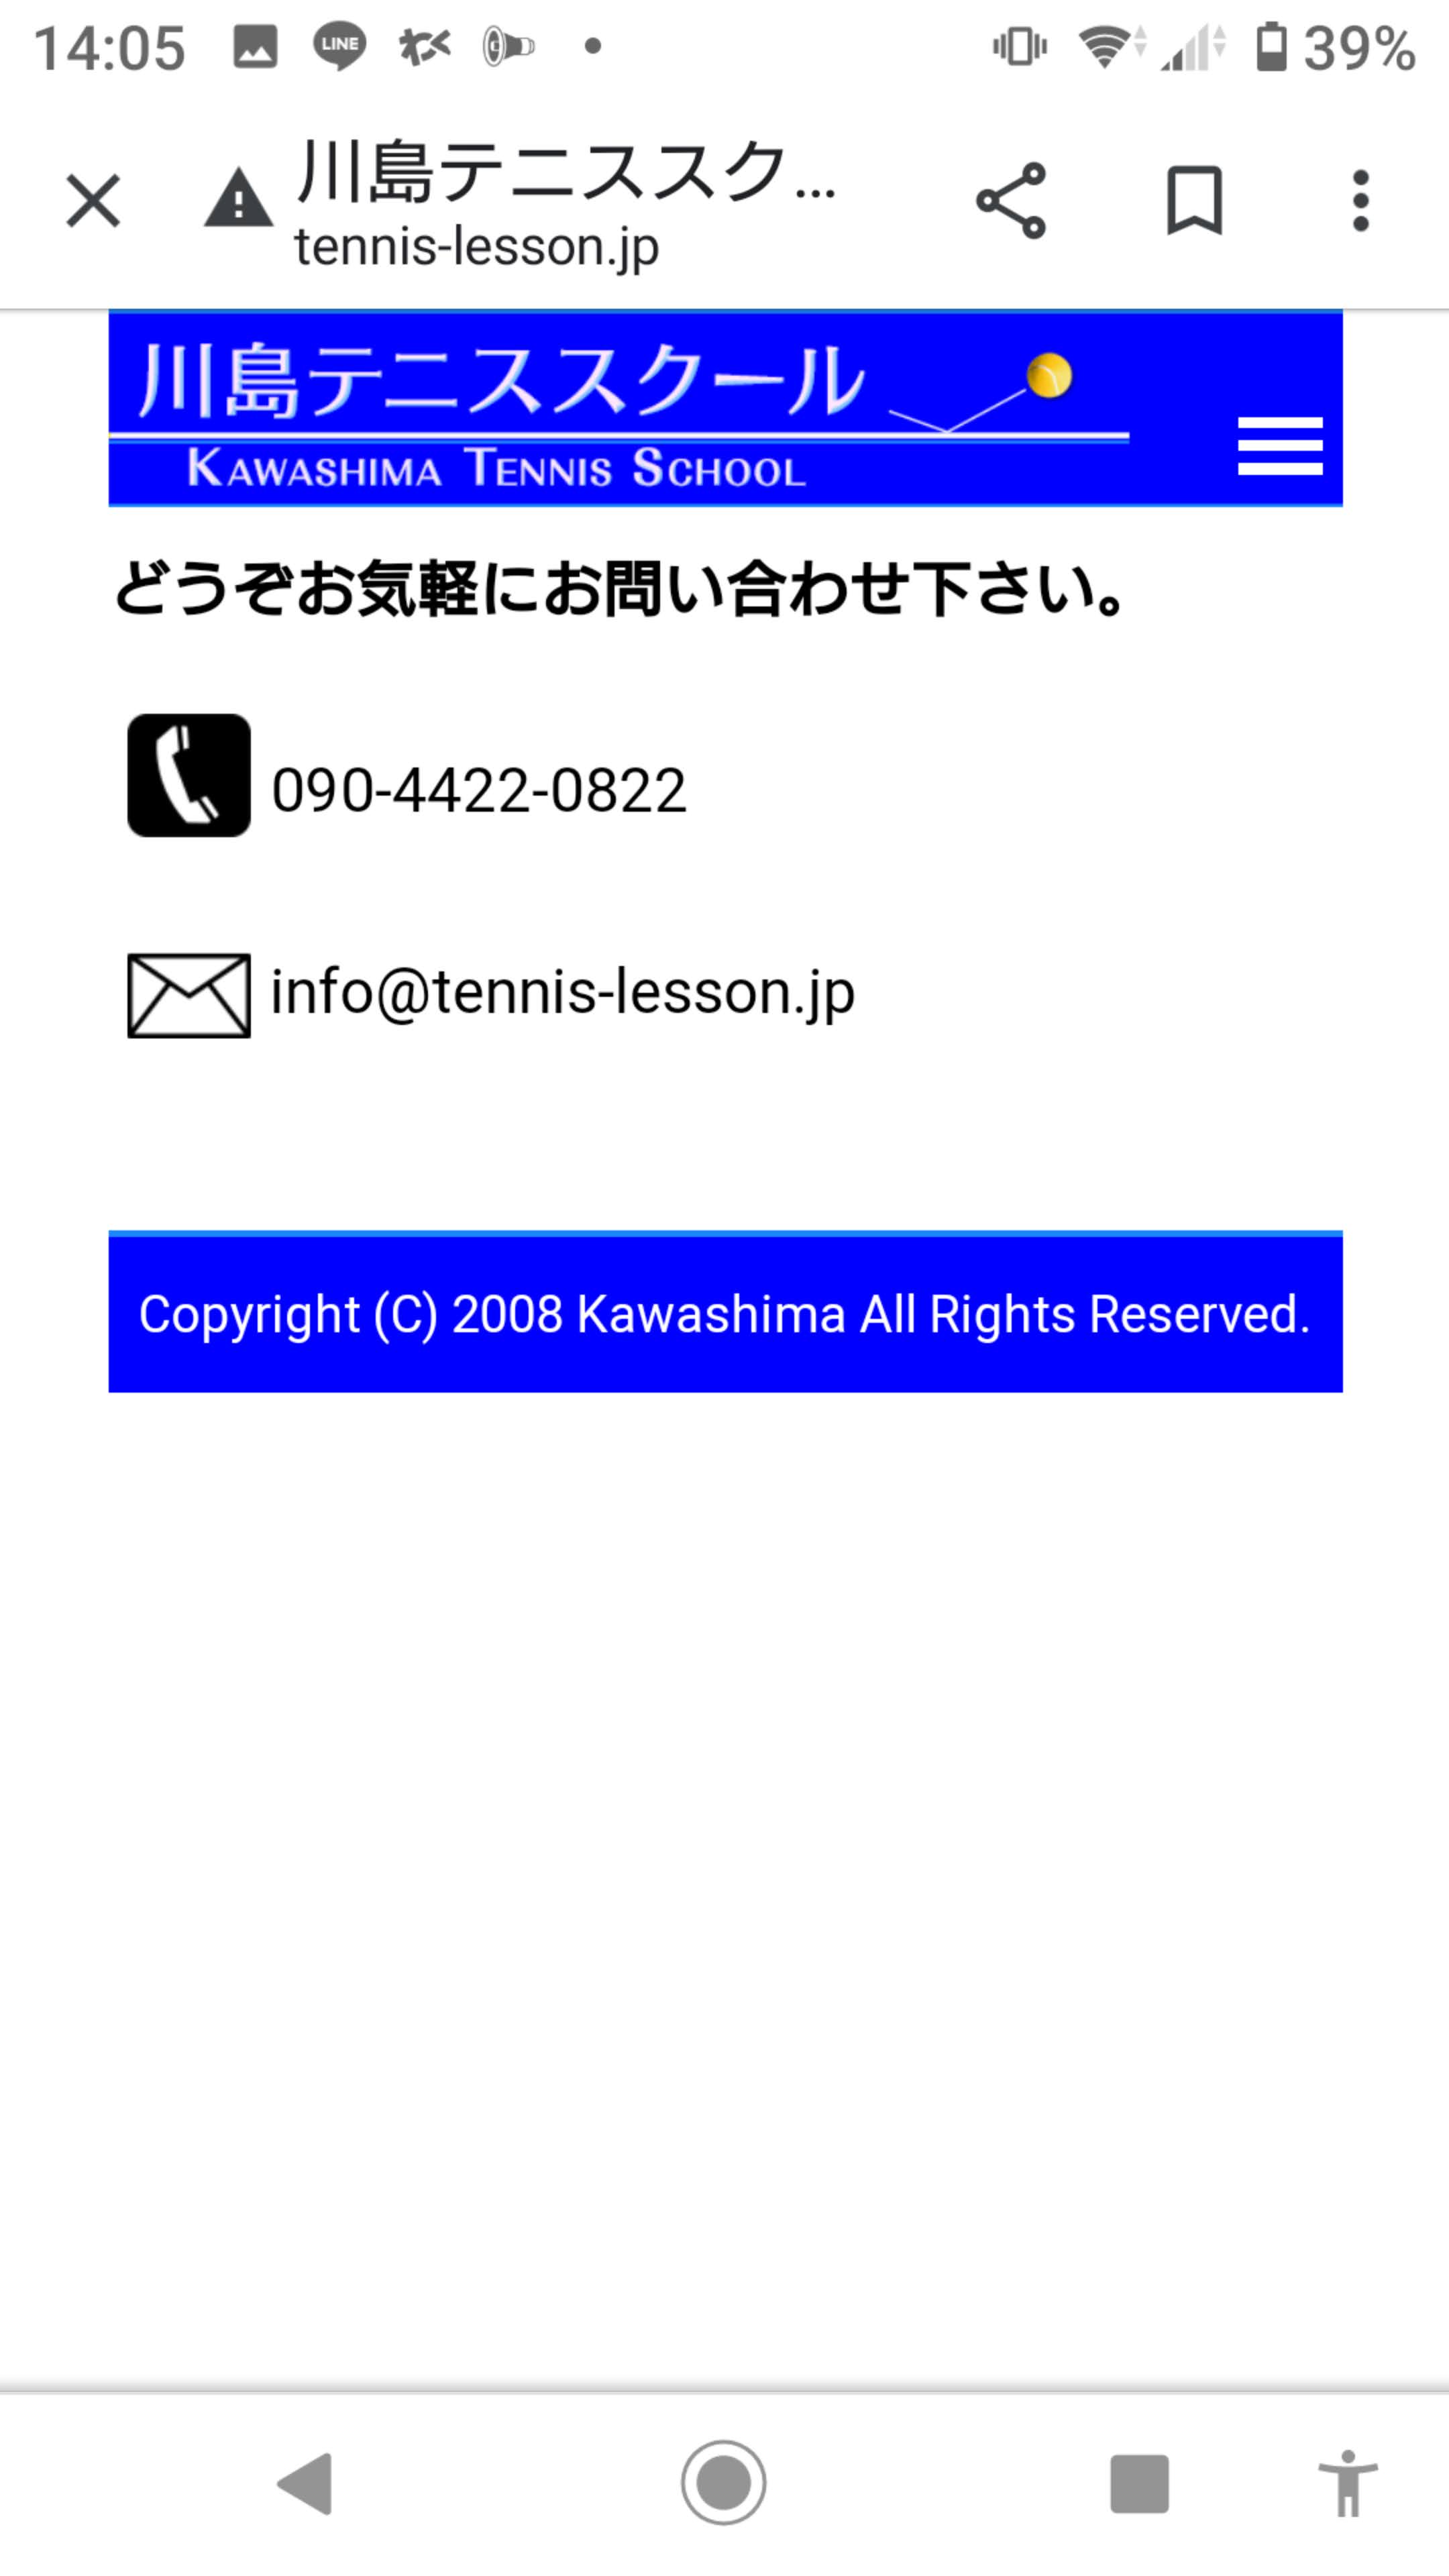 14:05 LINE わく 39%
川島テニススク...
tennis-lesson.jp
川島テニススクール
KAWASHIMA TENNIS SCHOOL
どうぞお気軽にお問い合わせ下さい。
090-4422-0822
info@tennis-lesson.jp
Copyright (C) 2008 Kawashima All Rights Reserved.